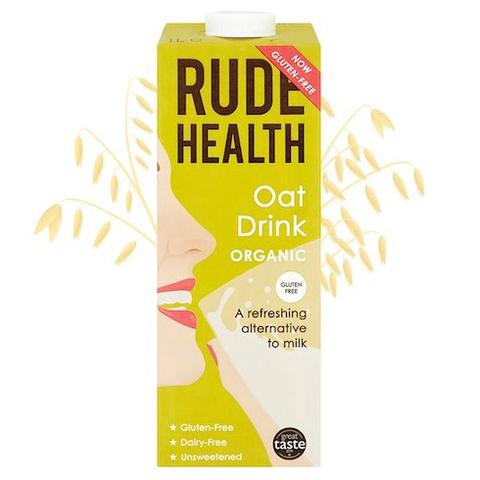 NOW
GLUTEN-FREE
RUDE
HEALTH
Oat
Drink
ORGANIC
GLUTEN
FREE
A refreshing
alternative
to milk
★ Gluten-Free
★ Dairy-Free
★ Unsweetened
great
taste